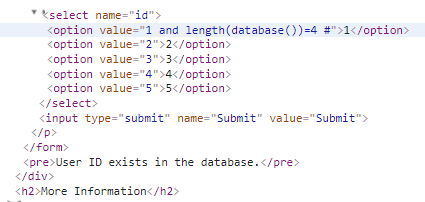 <select name="id">
<option value="1 and length(database())=4 #">1</option>
<option value="2">2</option>
<option value="3">3</option>
<option value="4">4</option>
<option value="5">5</option>
</select>
<input type="submit" name="Submit" value="Submit">
</p>
</form>
<pre>User ID exists in the database.</pre>
</div>
<h2>More Information</h2>